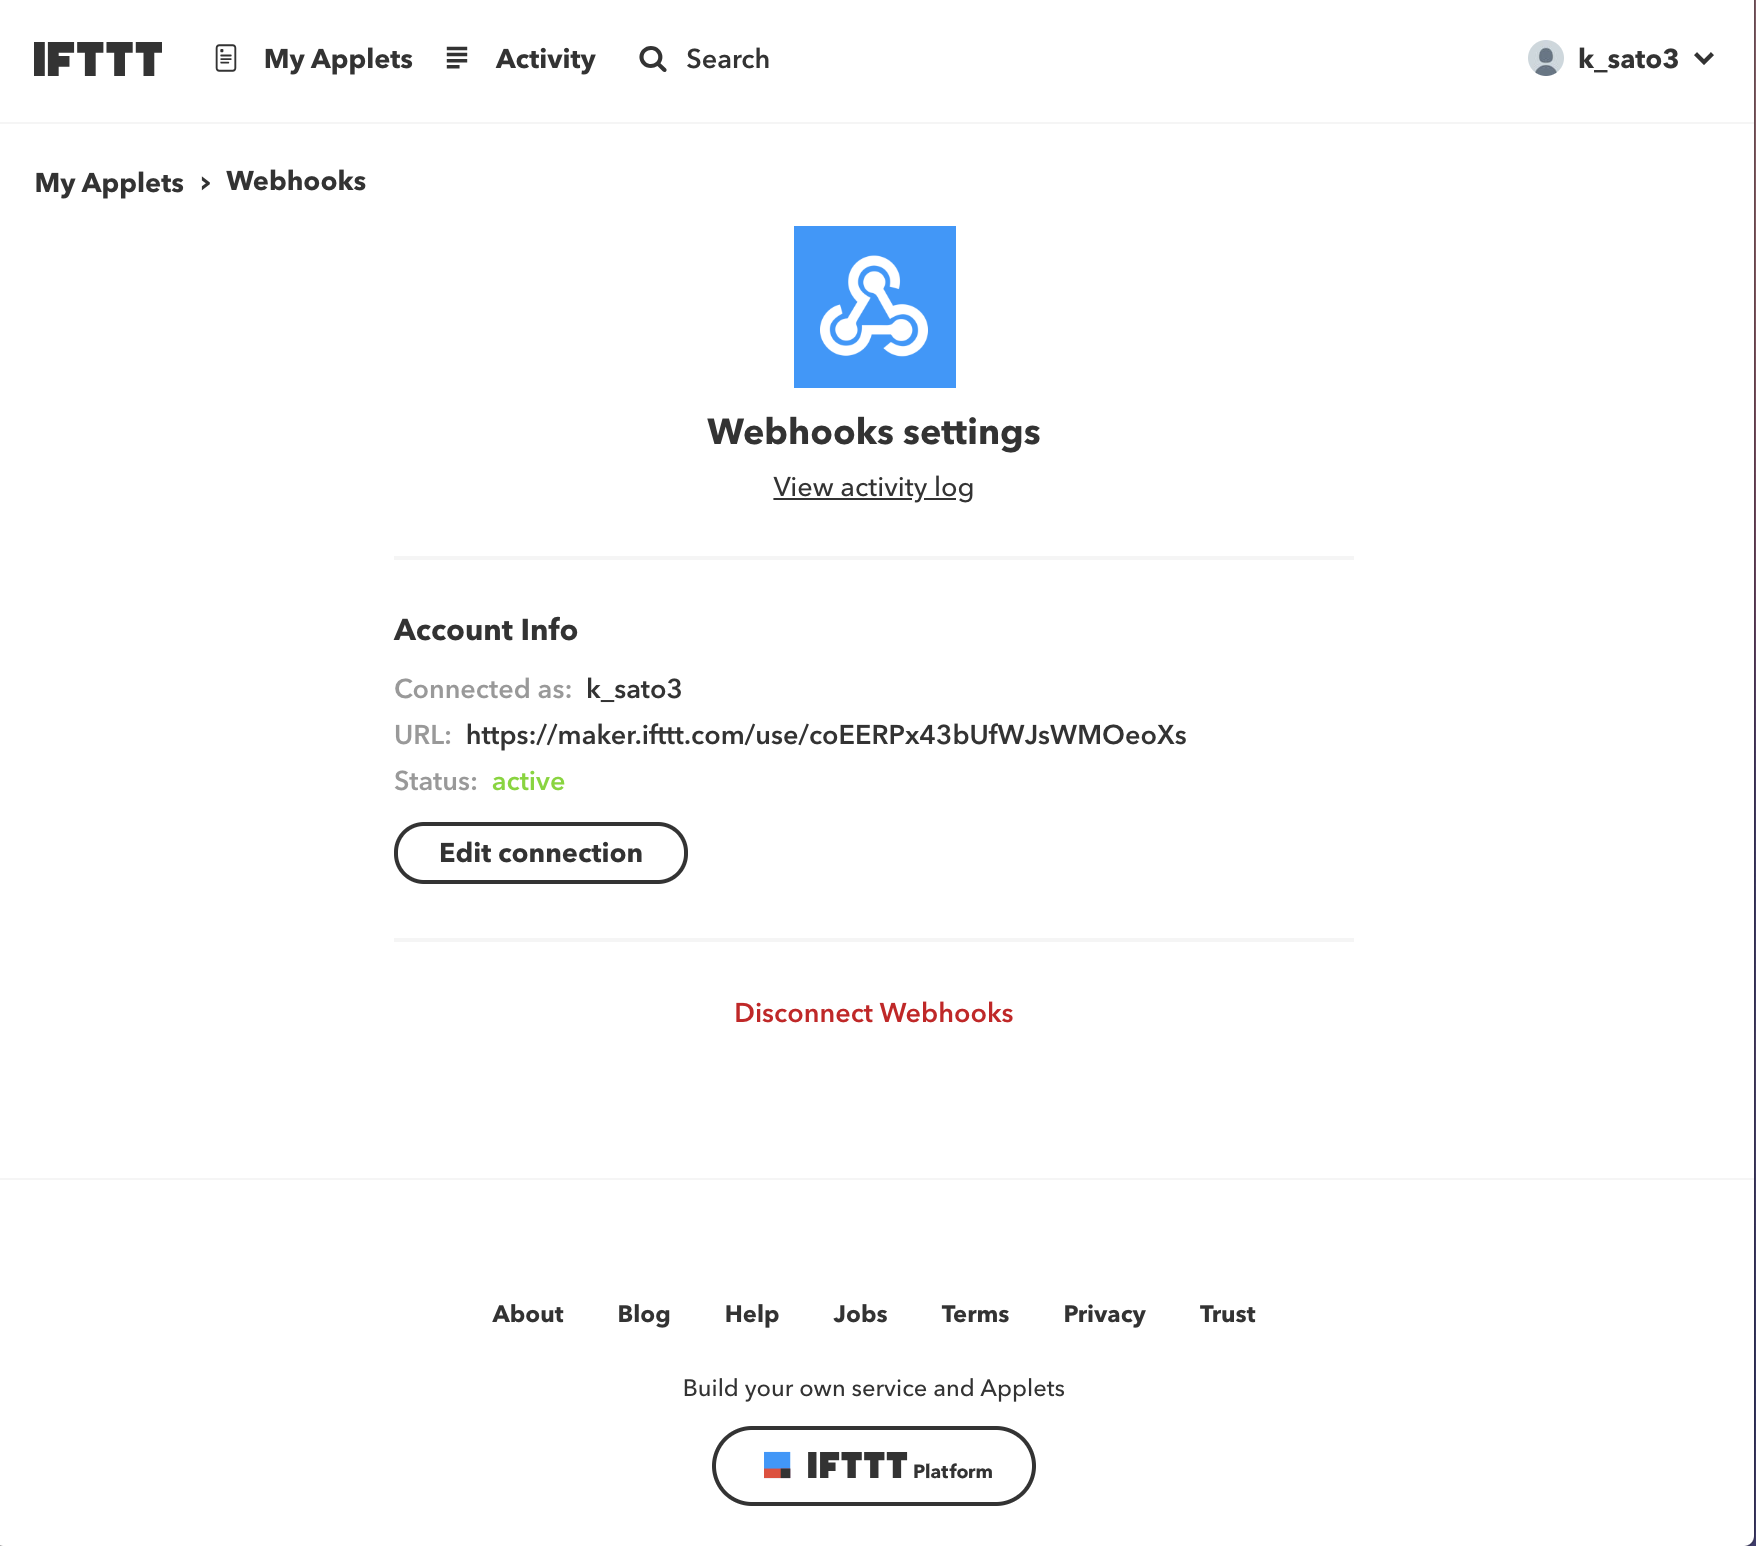 IFTTT My Applets Activity Search k_sato3
My Applets › Webhooks
Webhooks settings
View activity log
Account Info
Connected as: k_sato3
URL: https://maker.ifttt.com/use/coEERPx43bUfWJsWMOeoXs
Status: active
Edit connection
Disconnect Webhooks
About Blog Help Jobs Terms Privacy Trust
Build your own service and Applets
IFTTT Platform